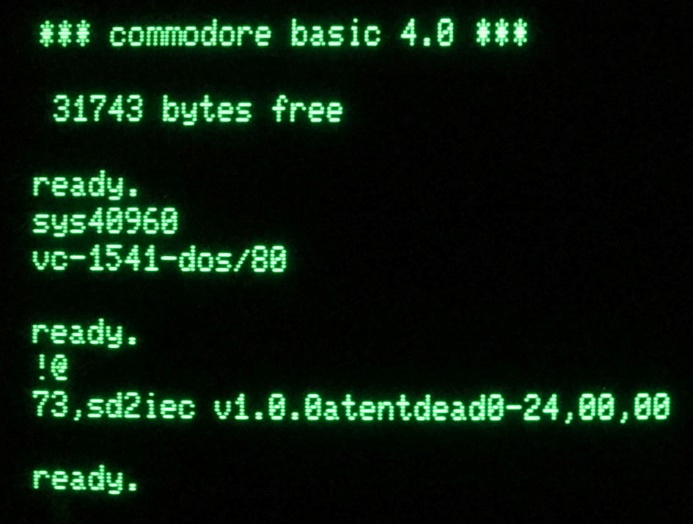 *** commodore basic 4.0 ***
31743 bytes free
ready.
sys40960
vc-1541-dos/80
ready.
!@
73,sd2iec v1.0.0atentdead0-24,00,00
ready.